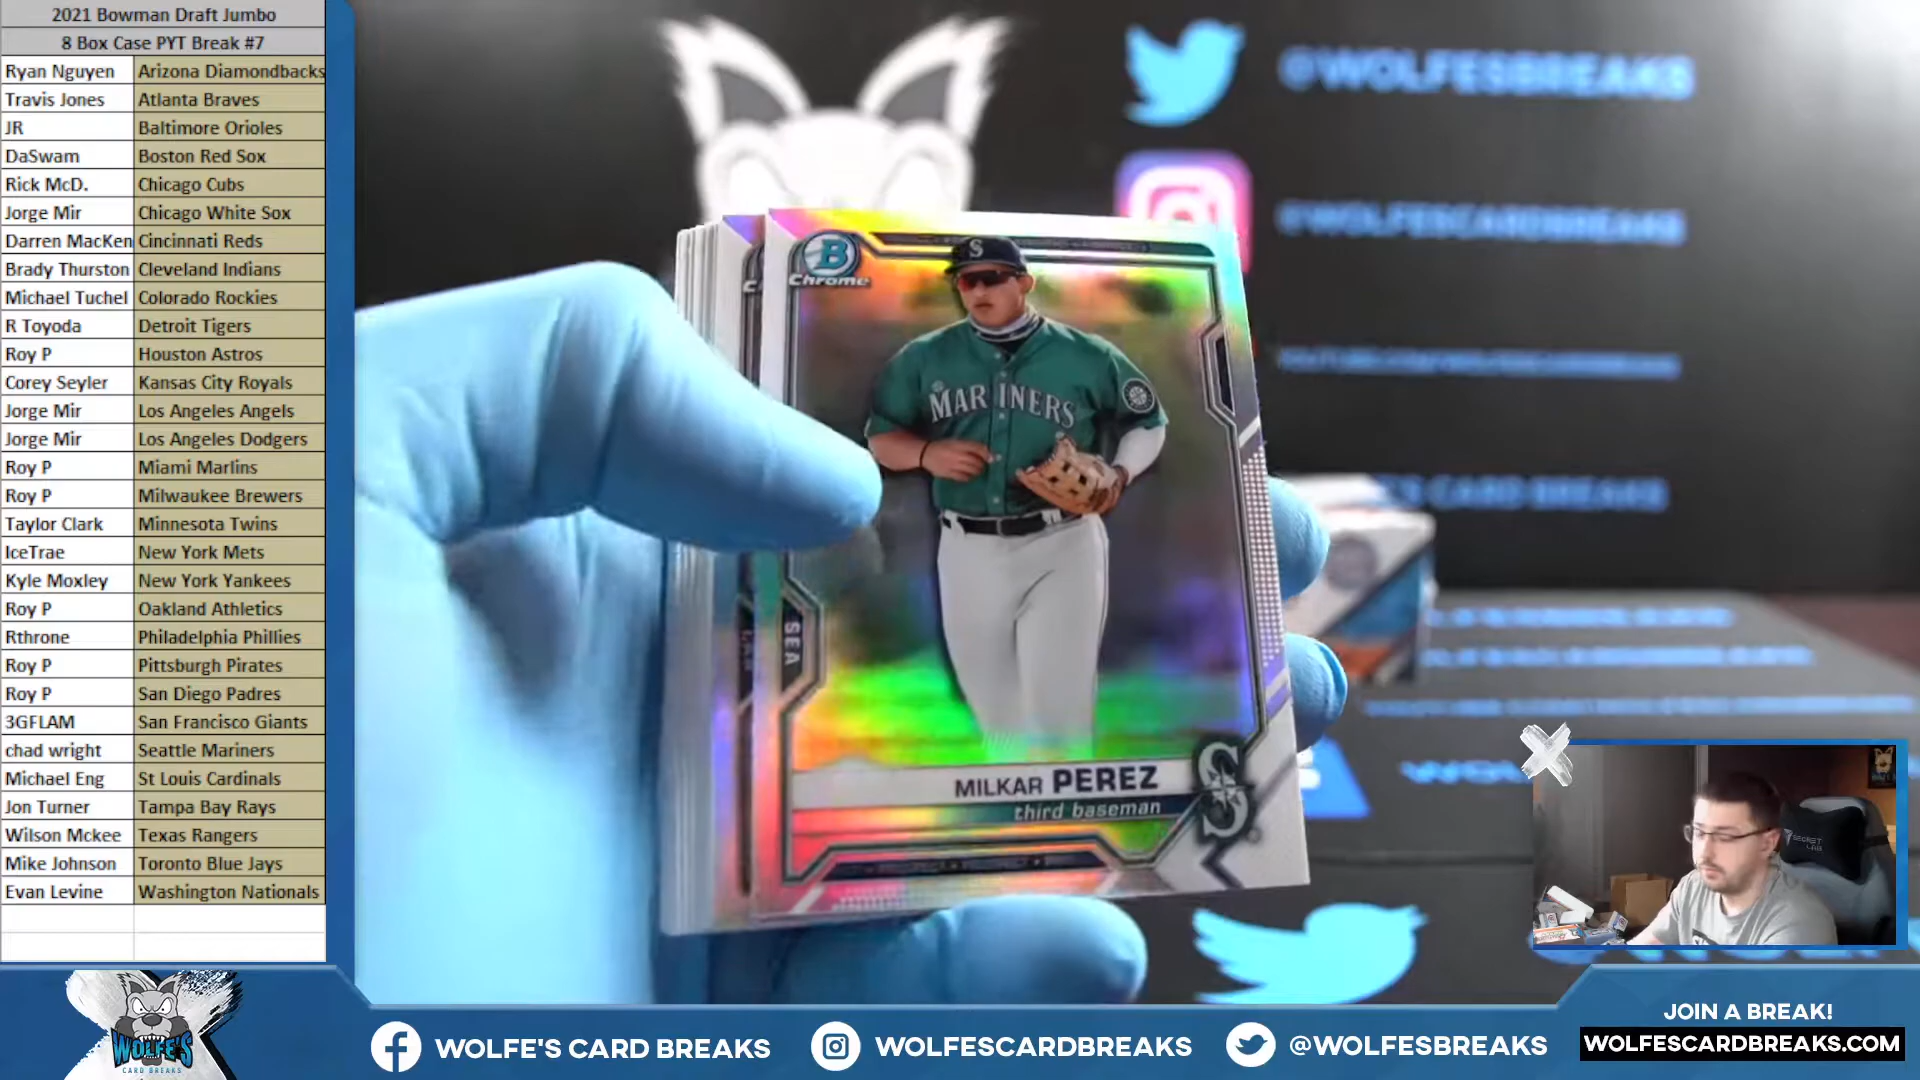 2021 Bowman Draft Jumbo
8 Box Case PYT Break #7
Ryan Nguyen Arizona Diamondbacks
Travis Jones Atlanta Braves
JR Baltimore Orioles
DaSwam Boston Red Sox
Rick McD. Chicago Cubs
Jorge Mir Chicago White Sox
Darren MacKen Cincinnati Reds
Brady Thurston Cleveland Indians
Michael Tuchel Colorado Rockies
R Toyoda Detroit Tigers
Roy P Houston Astros
Corey Seyler Kansas City Royals
Jorge Mir Los Angeles Angels
Jorge Mir Los Angeles Dodgers
Roy P Miami Marlins
Roy P Milwaukee Brewers
Taylor Clark Minnesota Twins
IceTrae New York Mets
Kyle Moxley New York Yankees
Roy P Oakland Athletics
Rthrone Philadelphia Phillies
Roy P Pittsburgh Pirates
Roy P San Diego Padres
3GFLAM San Francisco Giants
chad wright Seattle Mariners
Michael Eng St Louis Cardinals
Jon Turner Tampa Bay Rays
Wilson Mckee Texas Rangers
Mike Johnson Toronto Blue Jays
Evan Levine Washington Nationals
@WOLFESBREAKS
@WOLFESCARDBREAKS
B
Chrome
S
MARINERS
SEA
MILKAR PEREZ
third baseman
S
SECRET LAB
WOLFE'S
CARD BREAKS
WOLFE'S CARD BREAKS
WOLFESCARDBREAKS
@WOLFESBREAKS
JOIN A BREAK!
WOLFESCARDBREAKS.COM